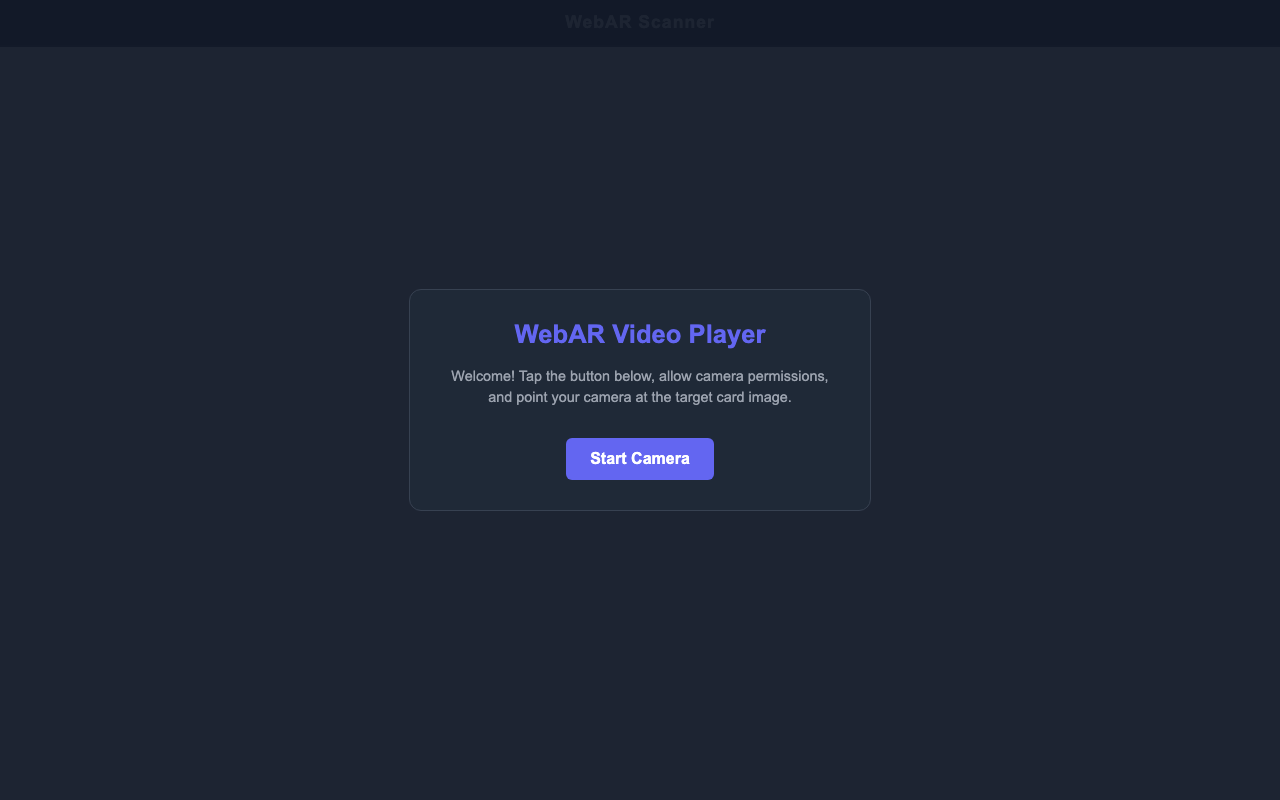 WebAR Scanner
WebAR Video Player
Welcome! Tap the button below, allow camera permissions,
and point your camera at the target card image.
Start Camera